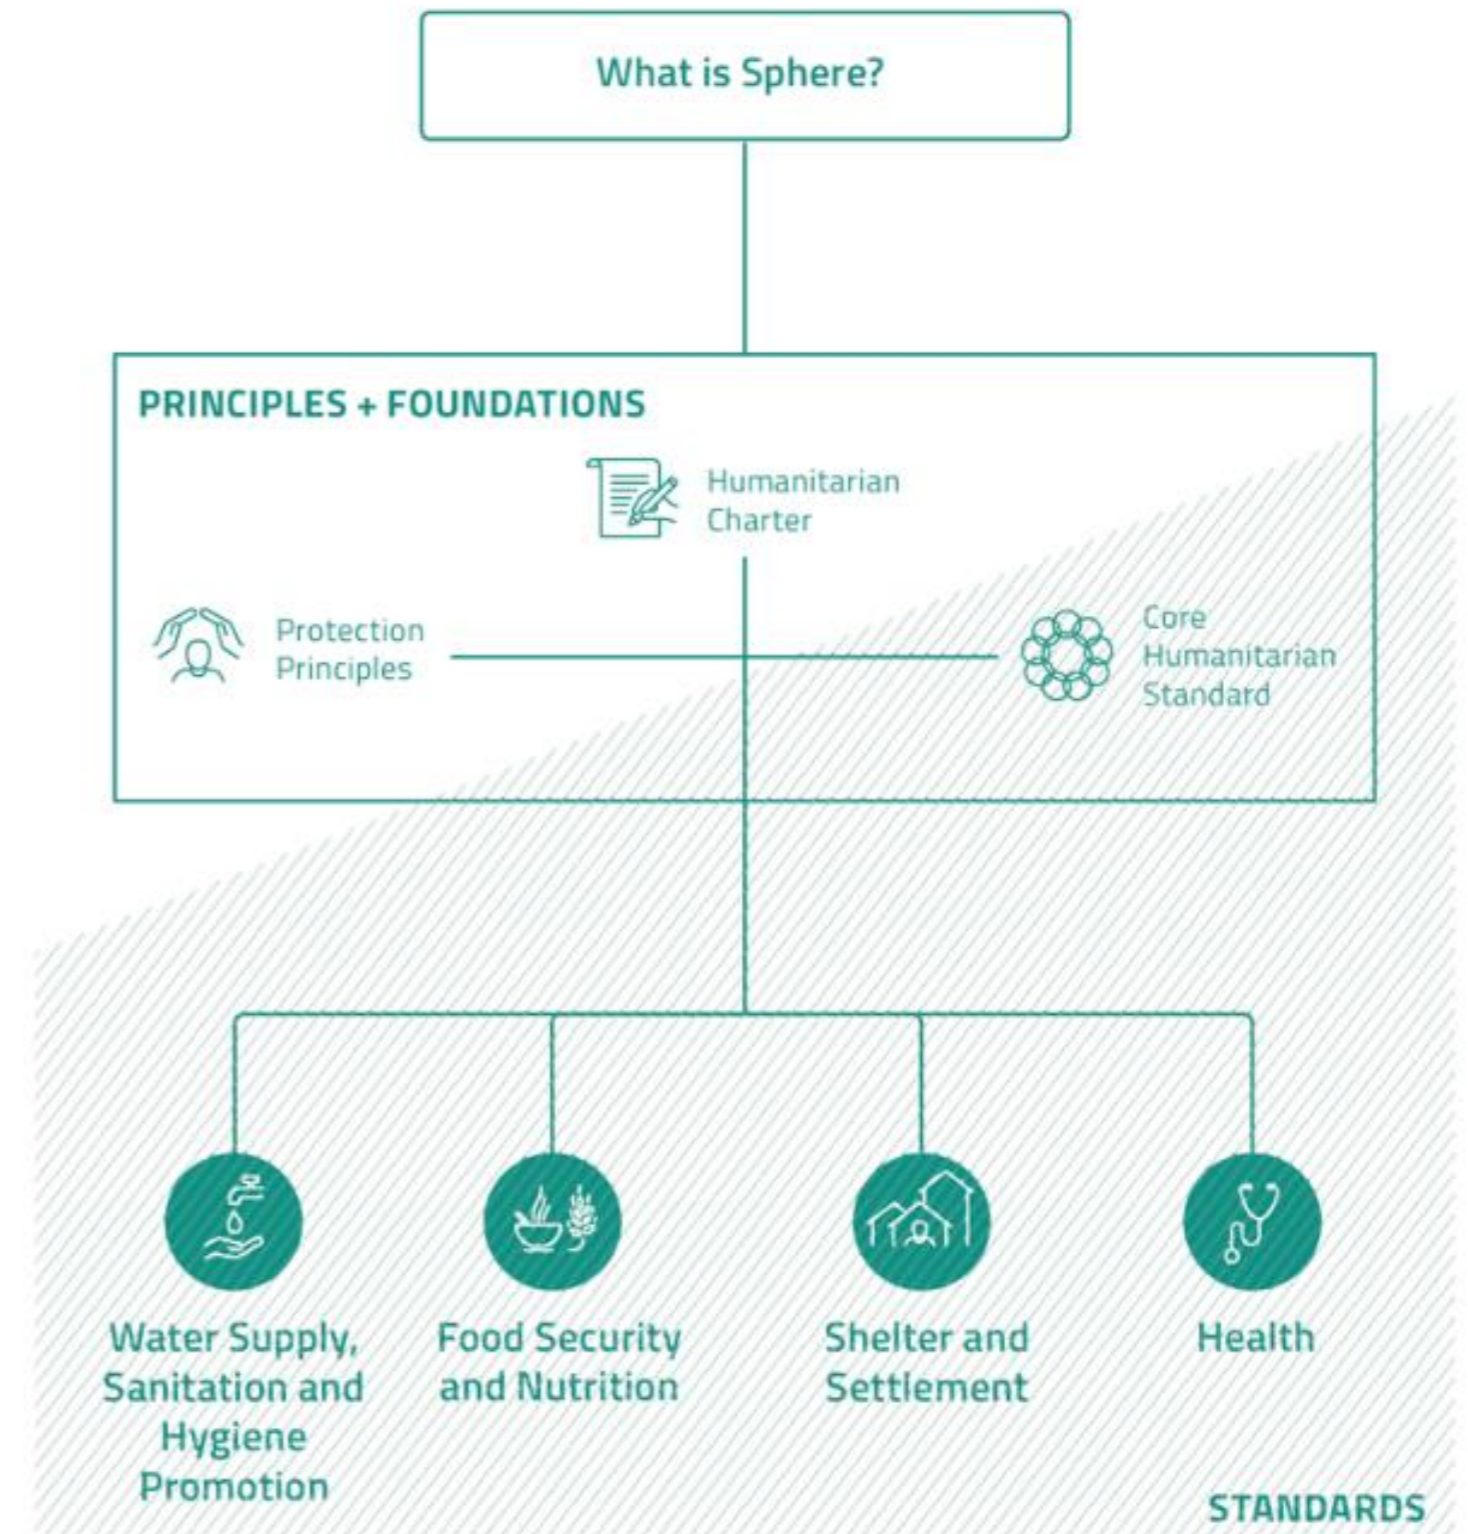 What is Sphere?
PRINCIPLES + FOUNDATIONS
Humanitarian
Charter
Protection
Principles
Core
Humanitarian
Standard
Water Supply,
Sanitation and
Hygiene
Promotion
Food Security
and Nutrition
Shelter and
Settlement
Health
STANDARDS